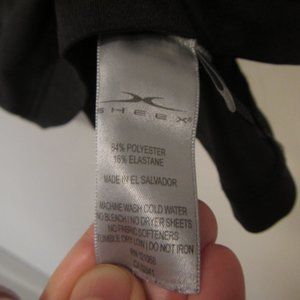 SHEEX®
84% POLYESTER
16% ELASTANE
MADE IN EL SALVADOR
MACHINE WASH COLD WATER
NO BLEACH | NO DRYER SHEETS
NO FABRIC SOFTENERS
TUMBLE DRY LOW | DO NOT IRON